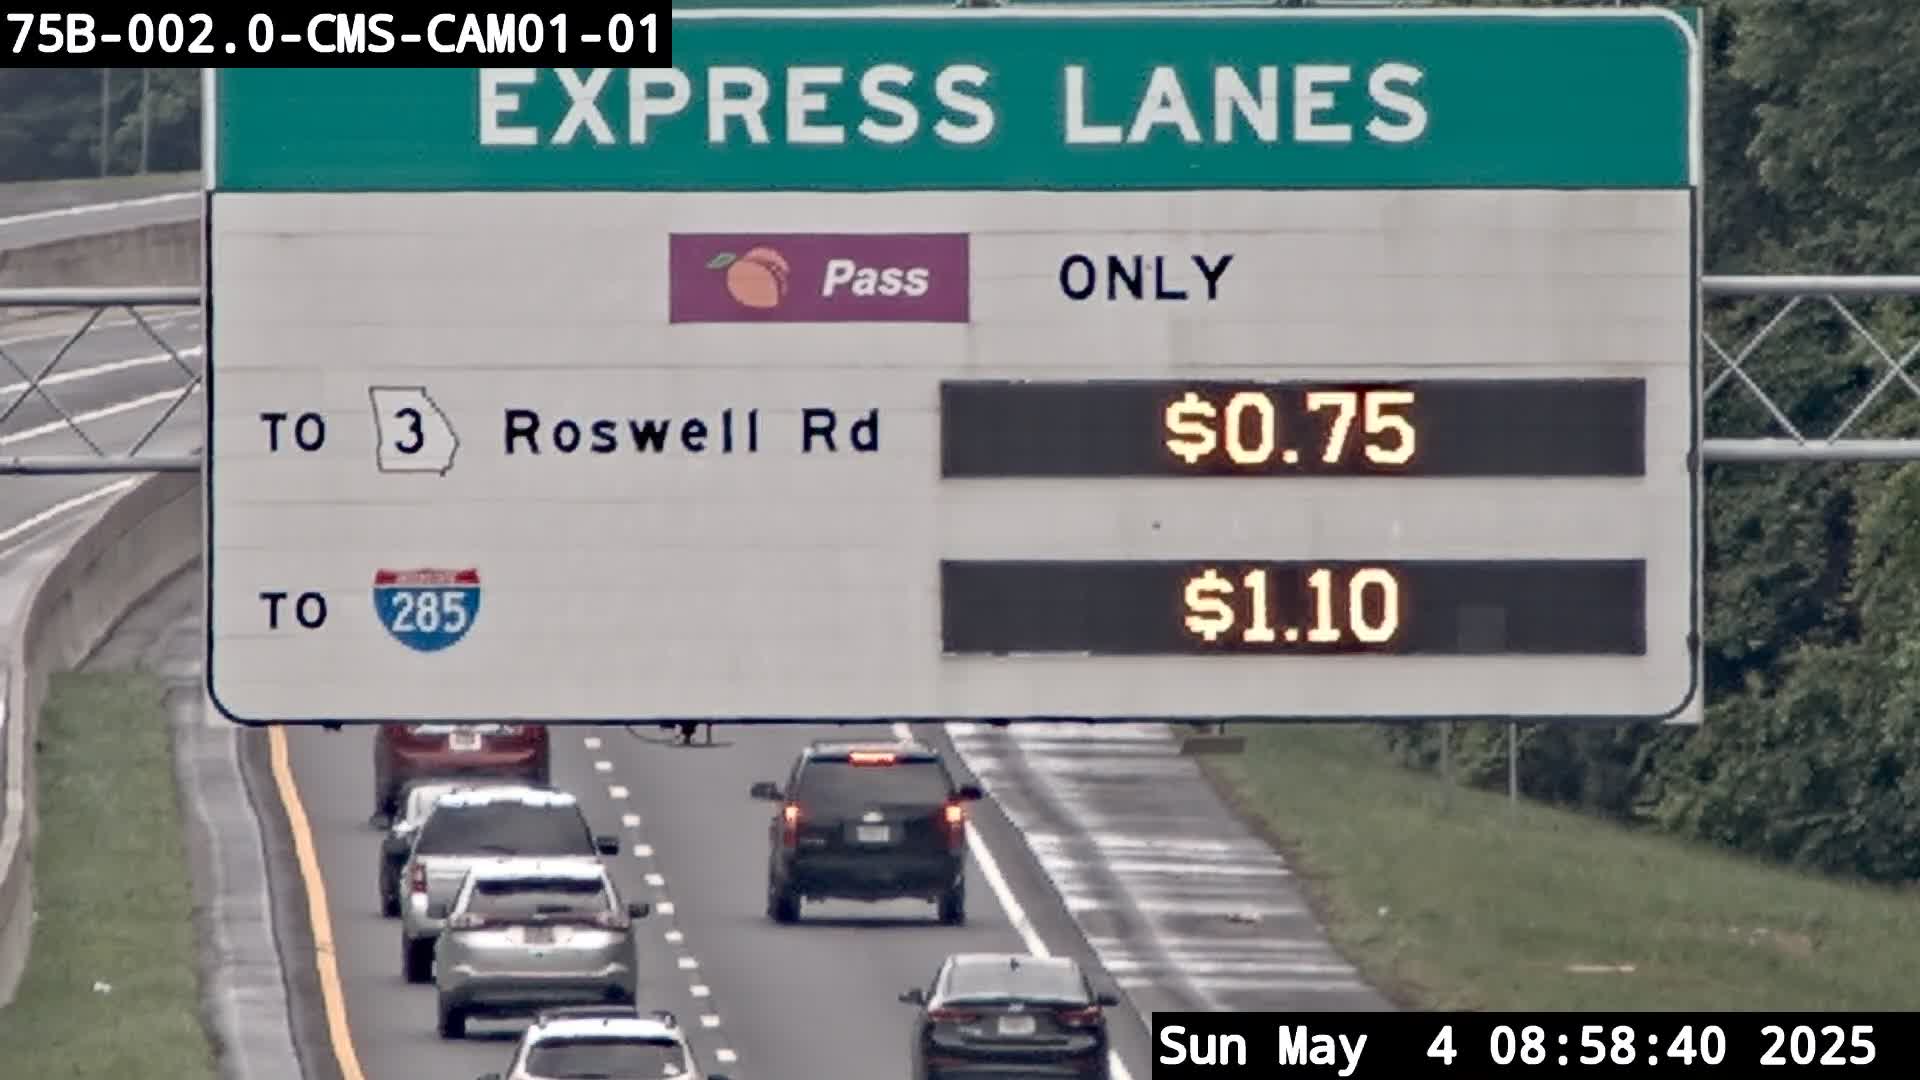 75B-002.0-CMS-CAM01-01
EXPRESS LANES
Pass ONLY
TO 3 Roswell Rd $0.75
TO 285 $1.10
Sun May 4 08:58:40 2025